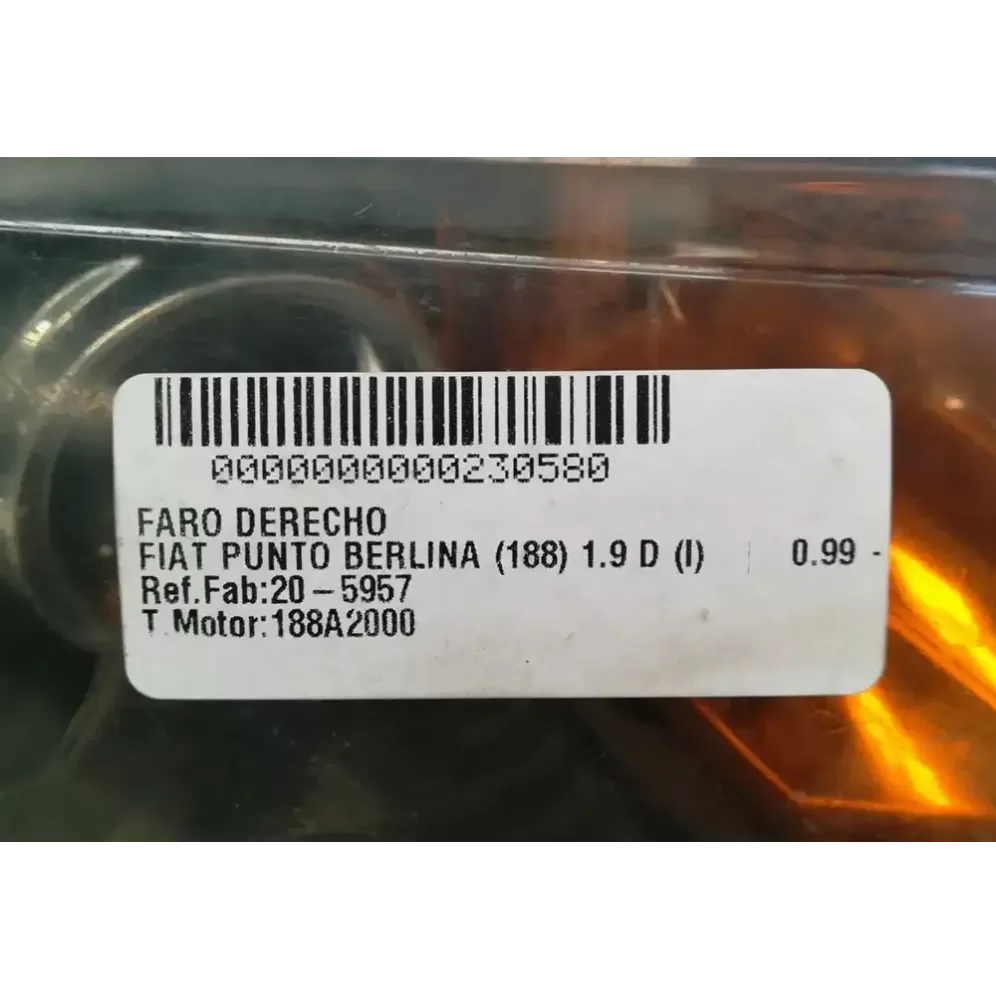 0000000000230580
FARO DERECHO
FIAT PUNTO BERLINA (188) 1.9 D (I) | 0.99 -
Ref.Fab:20-5957
T.Motor:188A2000